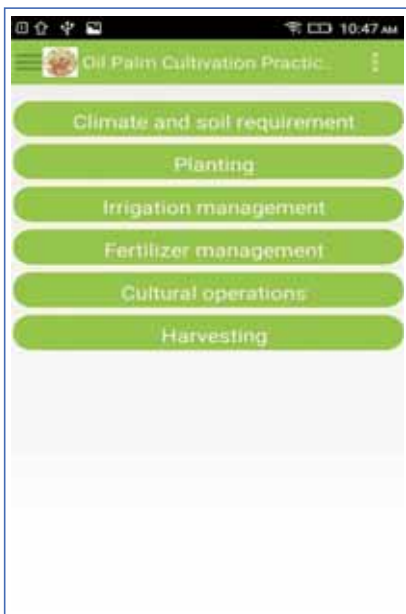 10:47 AM
Oil Palm Cultivation Practic..
Climate and soil requirement
Planting
Irrigation management
Fertilizer management
Cultural operations
Harvesting